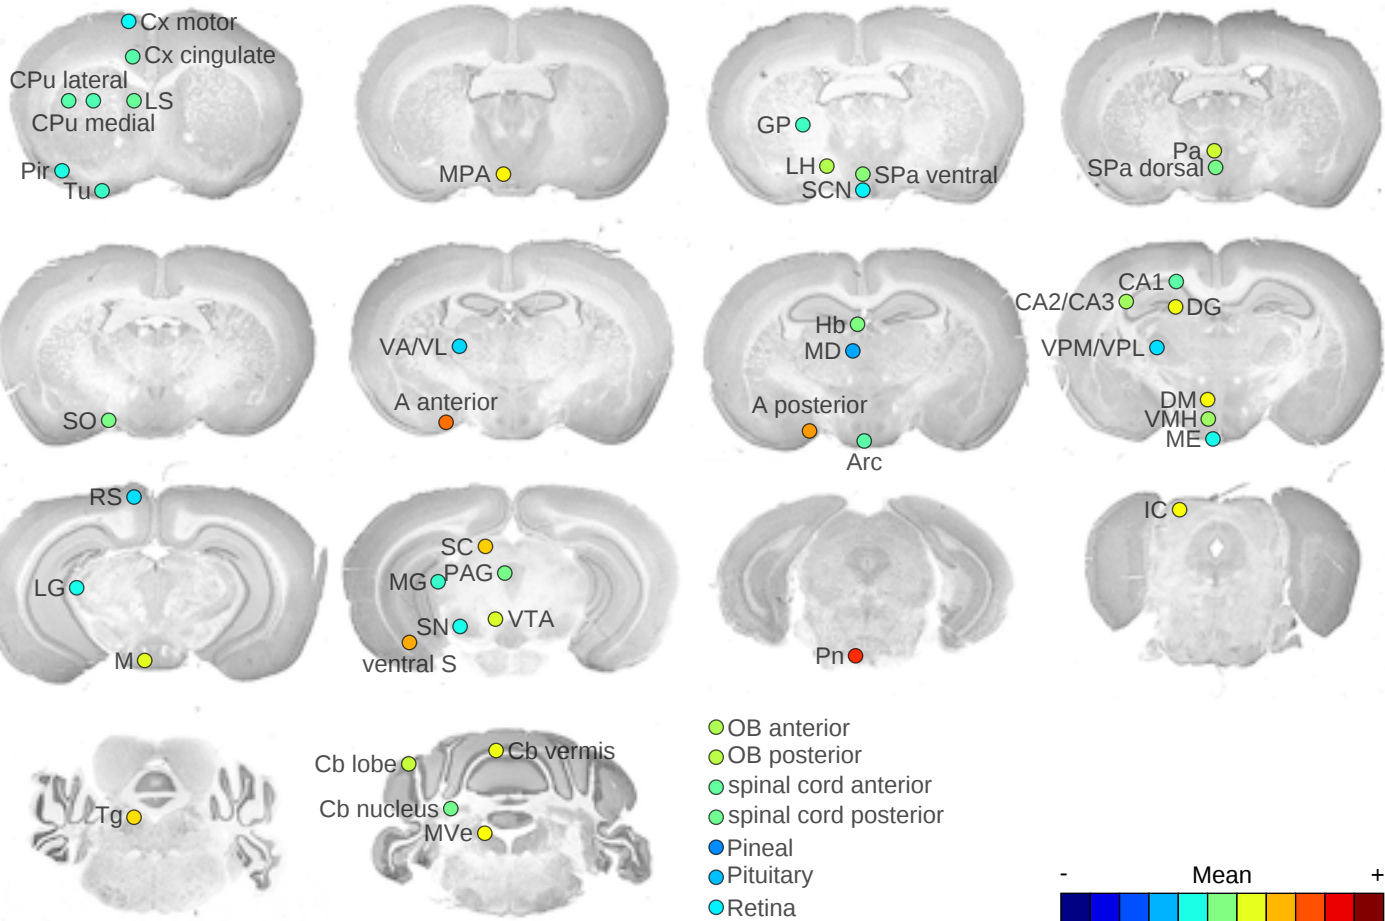 Cx motor
Cx cingulate
CPu lateral
LS
CPu medial
Pir
Tu
MPA
GP
LH
SPa ventral
SCN
Pa
SPa dorsal
SO
VA/VL
A anterior
Hb
MD
A posterior
Arc
CA1
CA2/CA3
DG
VPM/VPL
DM
VMH
ME
RS
LG
M
SC
MG
PAG
SN
VTA
ventral S
Pn
IC
Tg
Cb lobe
Cb vermis
Cb nucleus
MVe
OB anterior
OB posterior
spinal cord anterior
spinal cord posterior
Pineal
Pituitary
Retina
- Mean +